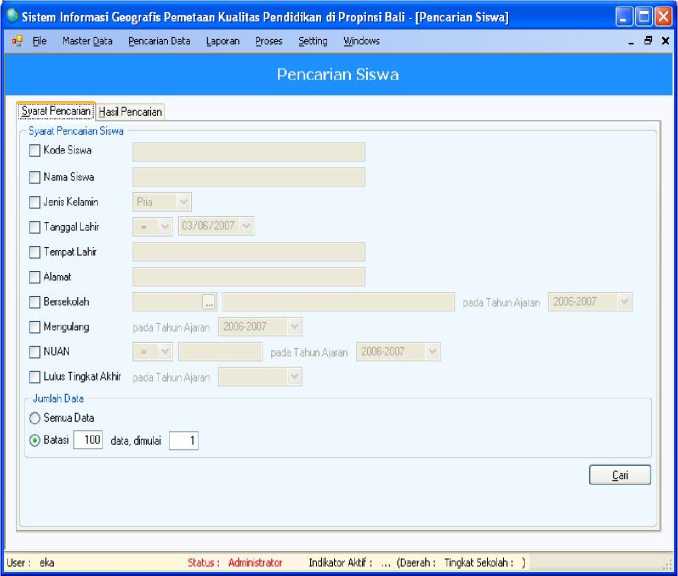 Sistem Informasi Geografis Pemetaan Kualitas Pendidikan di Propinsi Bali - [Pencarian Siswa]
File Master Data Pencarian Data Laporan Proses Setting Windows
Pencarian Siswa
Syarat Pencarian Hasil Pencarian
Syarat Pencarian Siswa
Kode Siswa
Nama Siswa
Jenis Kelamin Pria
Tanggal Lahir = 03/06/2007
Tempat Lahir
Alamat
Bersekolah ... pada Tahun Ajaran 2006-2007
Mengulang pada Tahun Ajaran 2006-2007
NUAN = pada Tahun Ajaran 2006-2007
Lulus Tingkat Akhir pada Tahun Ajaran
Jumlah Data
Semua Data
Batasi 100 data, dimulai 1
Cari
User : eka Status : Administrator Indikator Aktif : ... (Daerah : Tingkat Sekolah : )